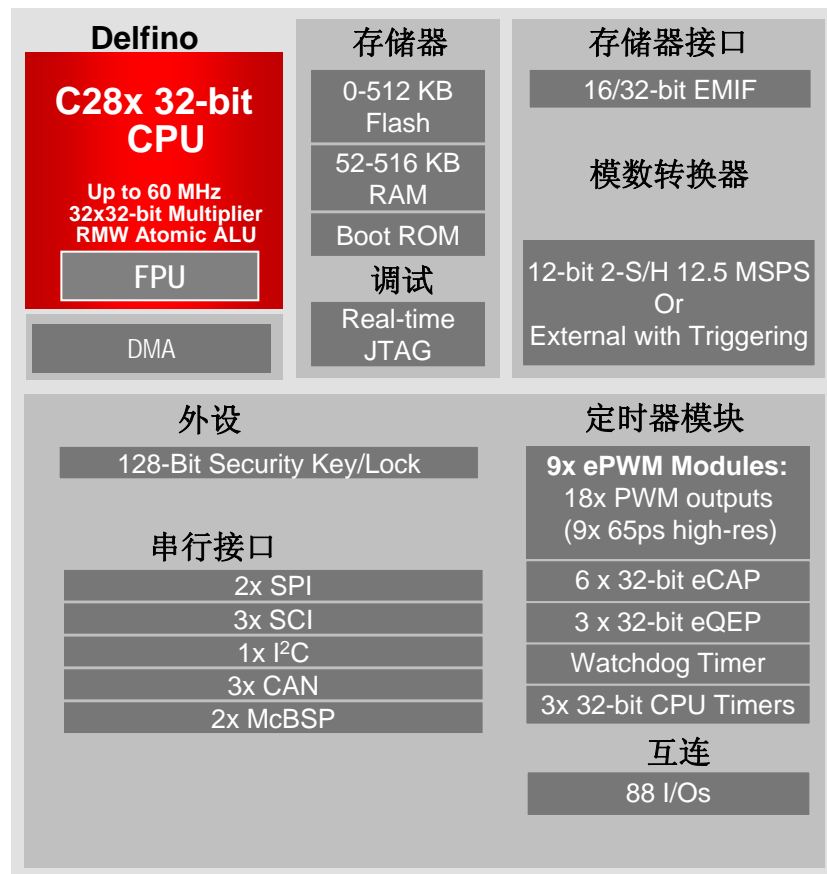 Delfino
C28x 32-bit
CPU
Up to 60 MHz
32x32-bit Multiplier
RMW Atomic ALU
FPU
DMA
存储器
0-512 KB
Flash
52-516 KB
RAM
Boot ROM
调试
Real-time
JTAG
存储器接口
16/32-bit EMIF
模数转换器
12-bit 2-S/H 12.5 MSPS
Or
External with Triggering
外设
128-Bit Security Key/Lock
串行接口
2x SPI
3x SCI
1x I²C
3x CAN
2x McBSP
定时器模块
9x ePWM Modules:
18x PWM outputs
(9x 65ps high-res)
6 x 32-bit eCAP
3 x 32-bit eQEP
Watchdog Timer
3x 32-bit CPU Timers
互连
88 I/Os